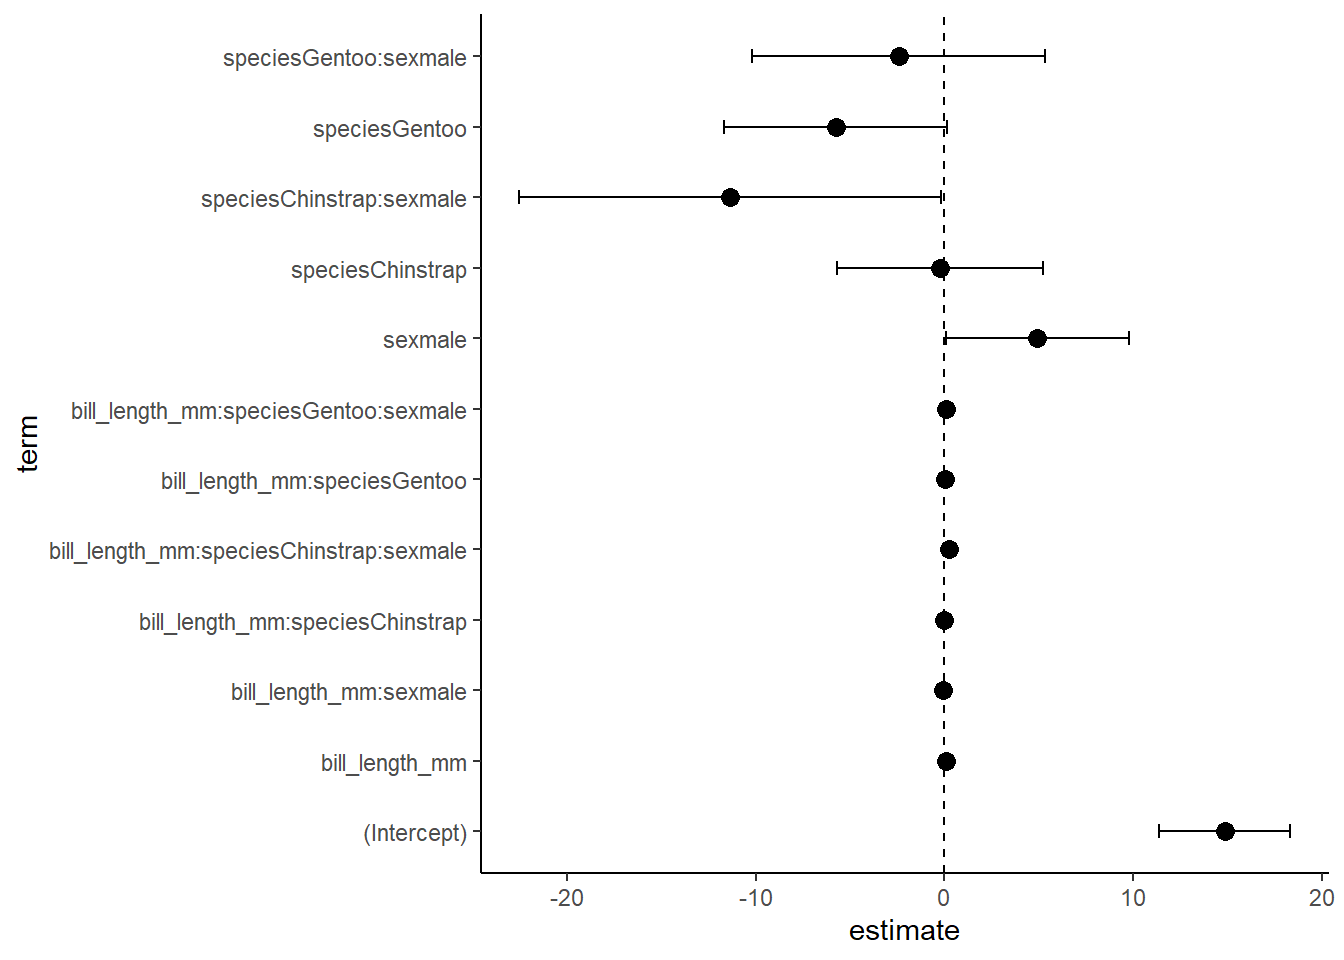 speciesGentoo:sexmale
speciesGentoo
speciesChinstrap:sexmale
speciesChinstrap
sexmale
bill_length_mm:speciesGentoo:sexmale
bill_length_mm:speciesGentoo
bill_length_mm:speciesChinstrap:sexmale
bill_length_mm:speciesChinstrap
bill_length_mm:sexmale
bill_length_mm
(Intercept)
term
-20 -10 0 10 20
estimate